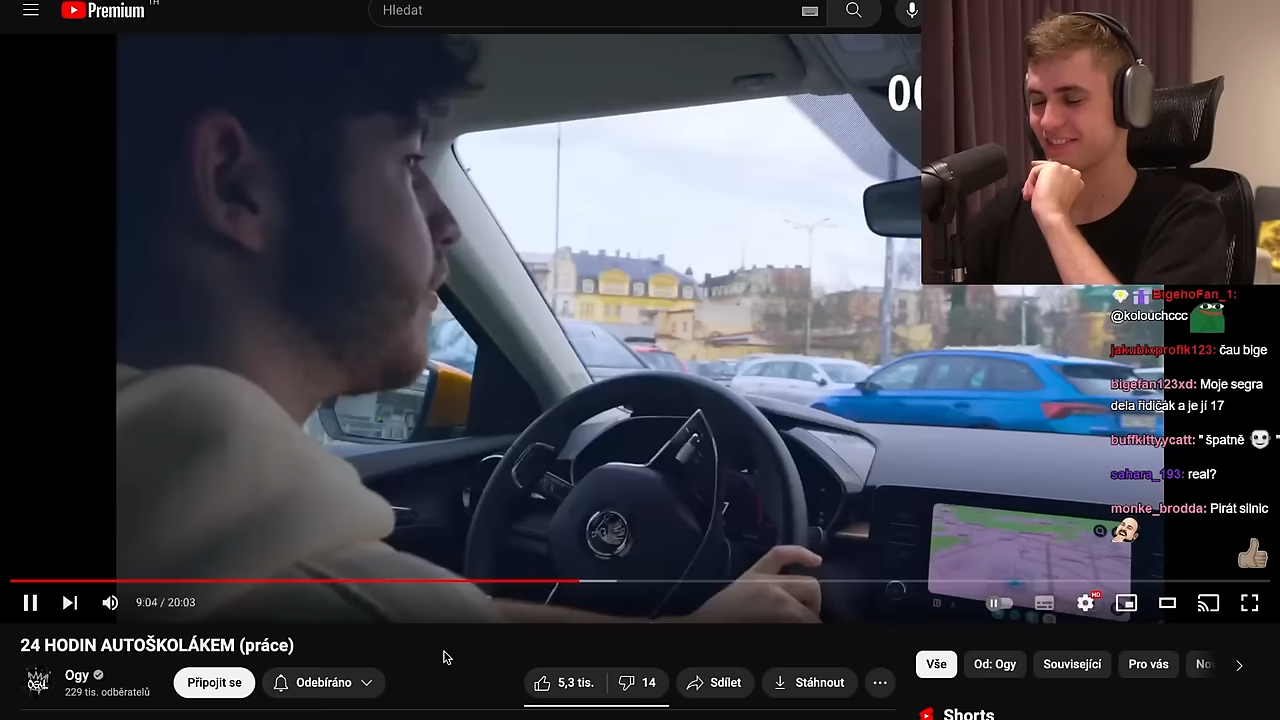 Premium TH
Hledat
00
BigehoFan_1:
@kolouchccc
jakubixprofik123: čau bige
bigefan123xd: Moje segra
dela řidičák a je jí 17
buffkittyycatt: " špatně "
sahara_193: real?
monke_brodda: Pirát silnic
9:04 / 20:03
HD
24 HODIN AUTOŠKOLÁKEM (práce)
Ogy
229 tis. odběratelů
Připojit se
Odebíráno
5,3 tis.
14
Sdílet
Stáhnout
Vše
Od: Ogy
Související
Pro vás
Shorts